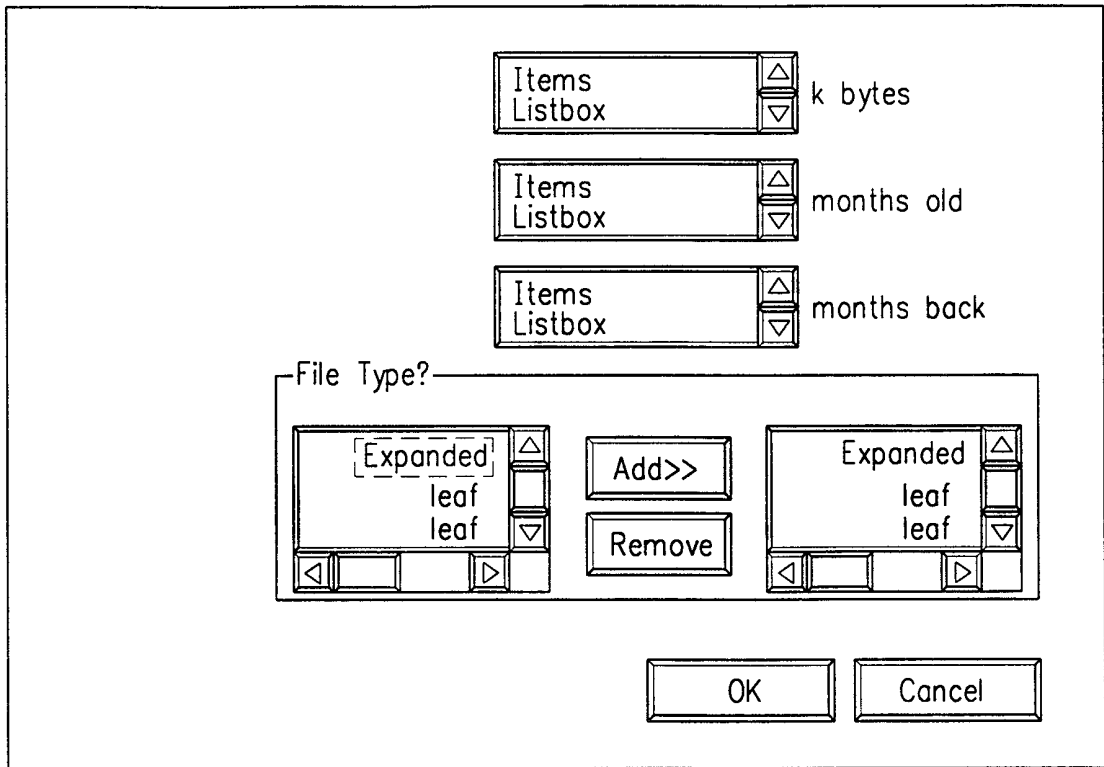 Items
Listbox
k bytes
Items
Listbox
months old
Items
Listbox
months back
File Type?
Expanded
leaf
leaf
Add>>
Remove
Expanded
leaf
leaf
OK
Cancel